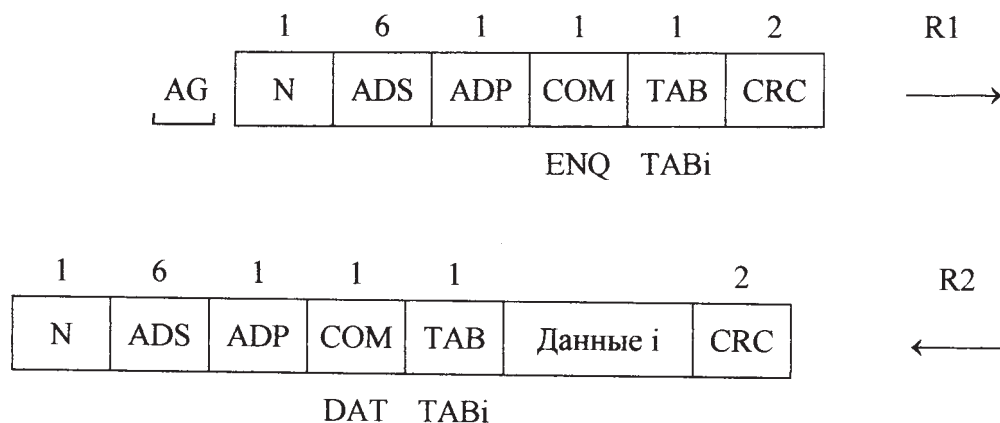 1 6 1 1 1 2 R1
AG N ADS ADP COM TAB CRC
ENQ TABi
1 6 1 1 1 2 R2
N ADS ADP COM TAB Данные i CRC
DAT TABi